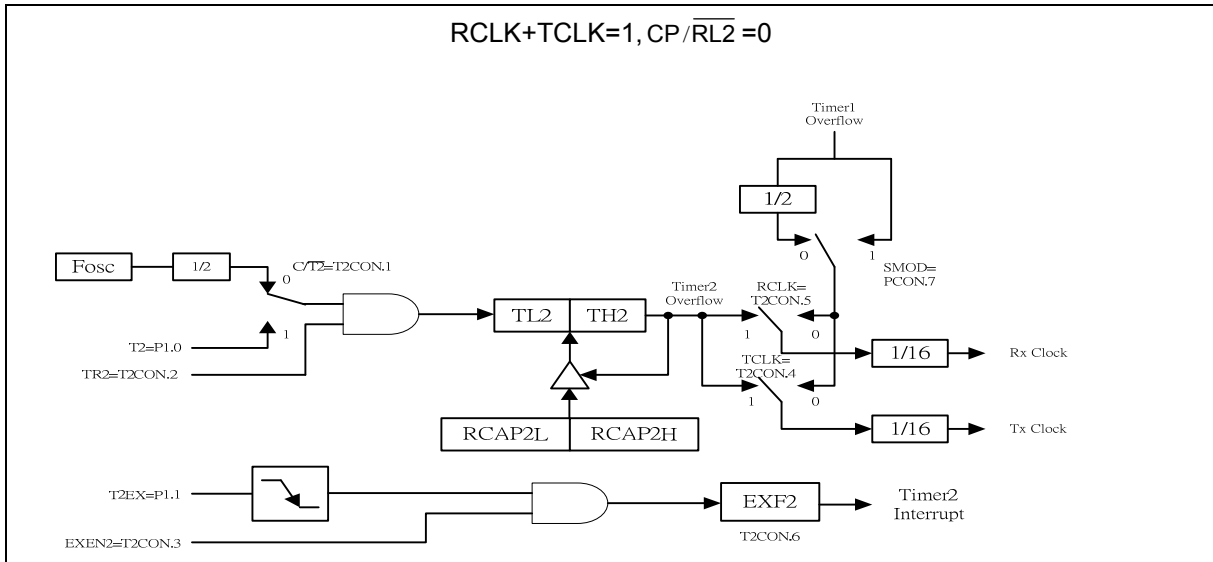 RCLK+TCLK=1, CP/R̅L̅2̅ =0
Timer1
Overflow
1/2
0
1
SMOD=
PCON.7
Fosc
1/2
C/T̅2̅=T2CON.1
0
1
T2=P1.0
TR2=T2CON.2
TL2
TH2
Timer2
Overflow
RCLK=
T2CON.5
1
0
1/16
Rx Clock
TCLK=
T2CON.4
1
0
1/16
Tx Clock
RCAP2L
RCAP2H
T2EX=P1.1
EXEN2=T2CON.3
EXF2
T2CON.6
Timer2
Interrupt